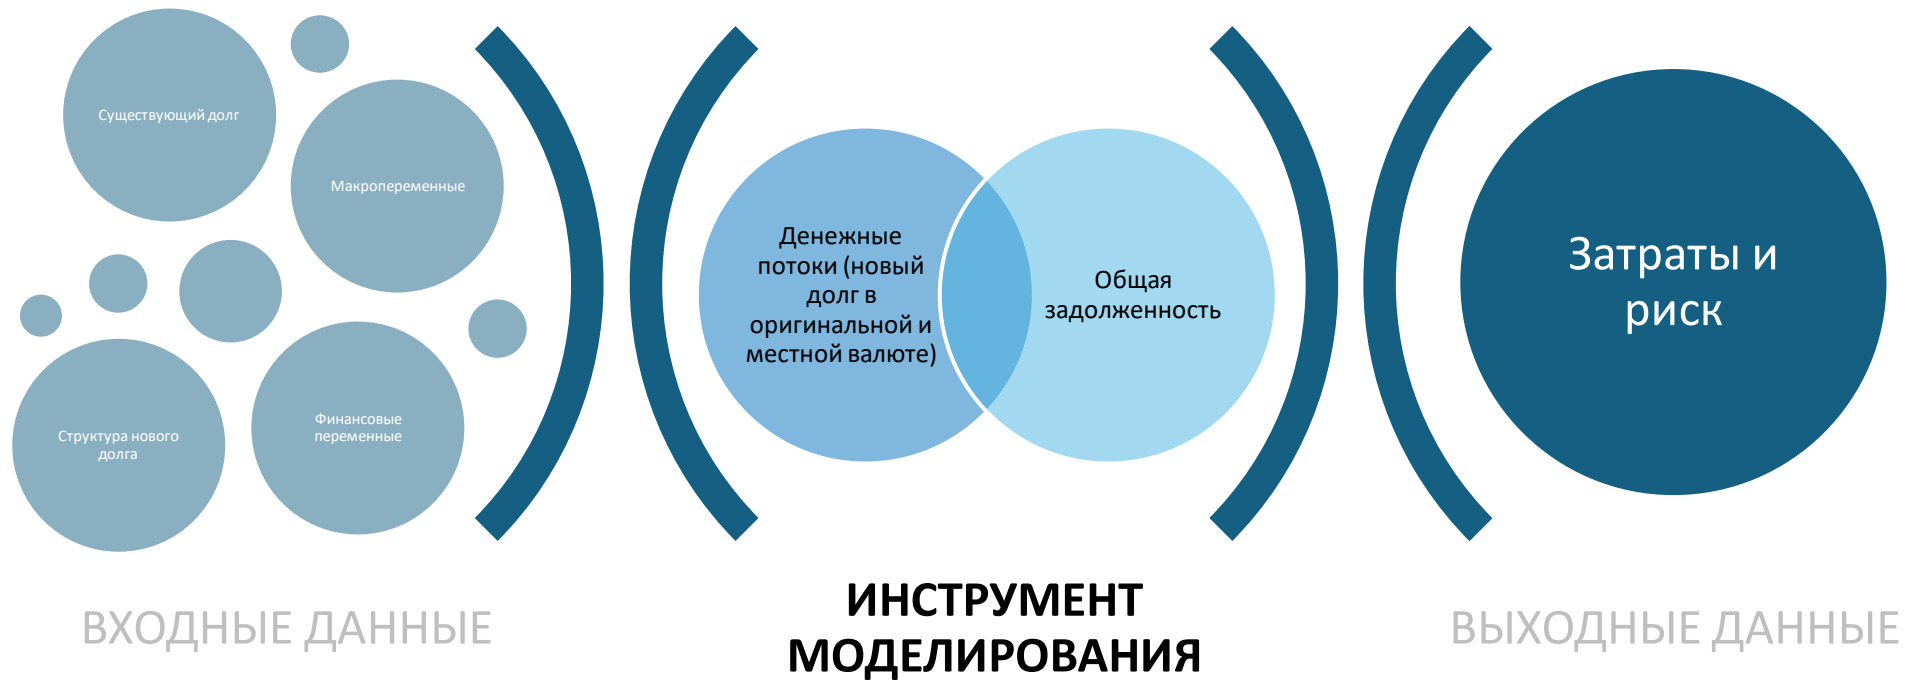 Существующий долг
Макропеременные
Структура нового
долга
Финансовые
переменные
ВХОДНЫЕ ДАННЫЕ
Денежные
потоки (новый
долг в
оригинальной и
местной валюте)
Общая
задолженность
ИНСТРУМЕНТ
МОДЕЛИРОВАНИЯ
Затраты и
риск
ВЫХОДНЫЕ ДАННЫЕ